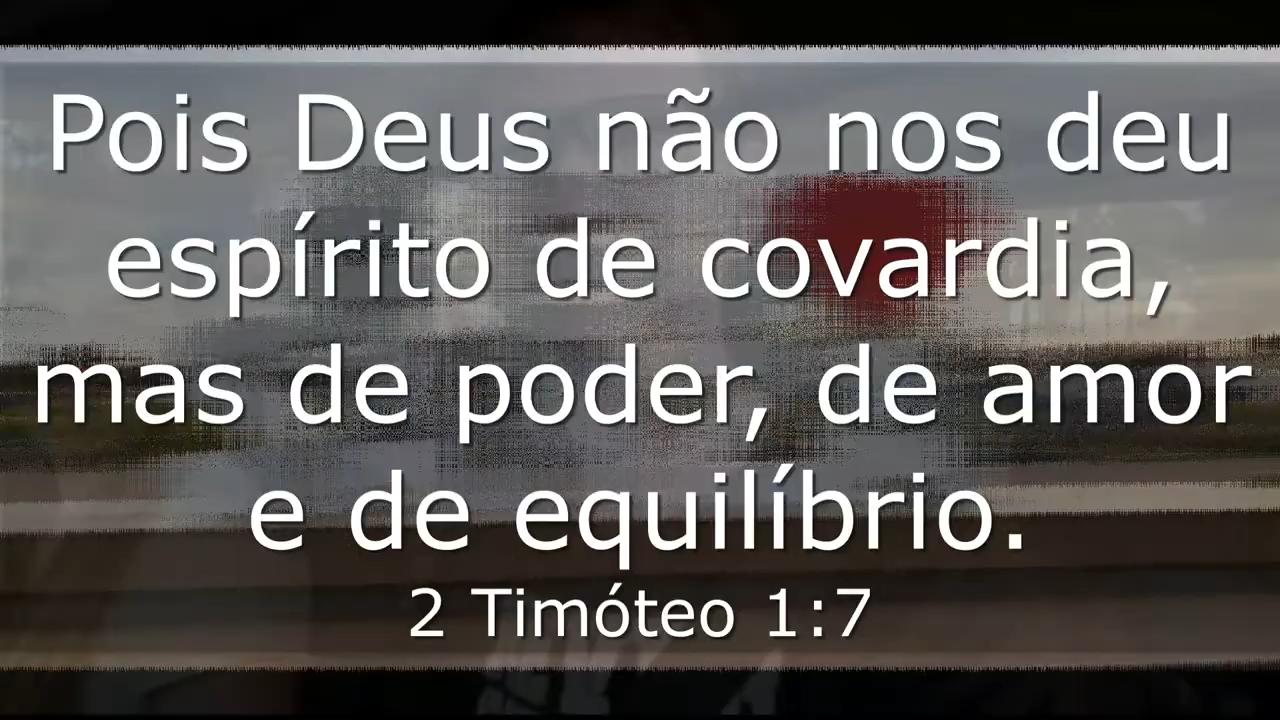 Pois Deus não nos deu
espírito de covardia,
mas de poder, de amor
e de equilíbrio.
2 Timóteo 1:7